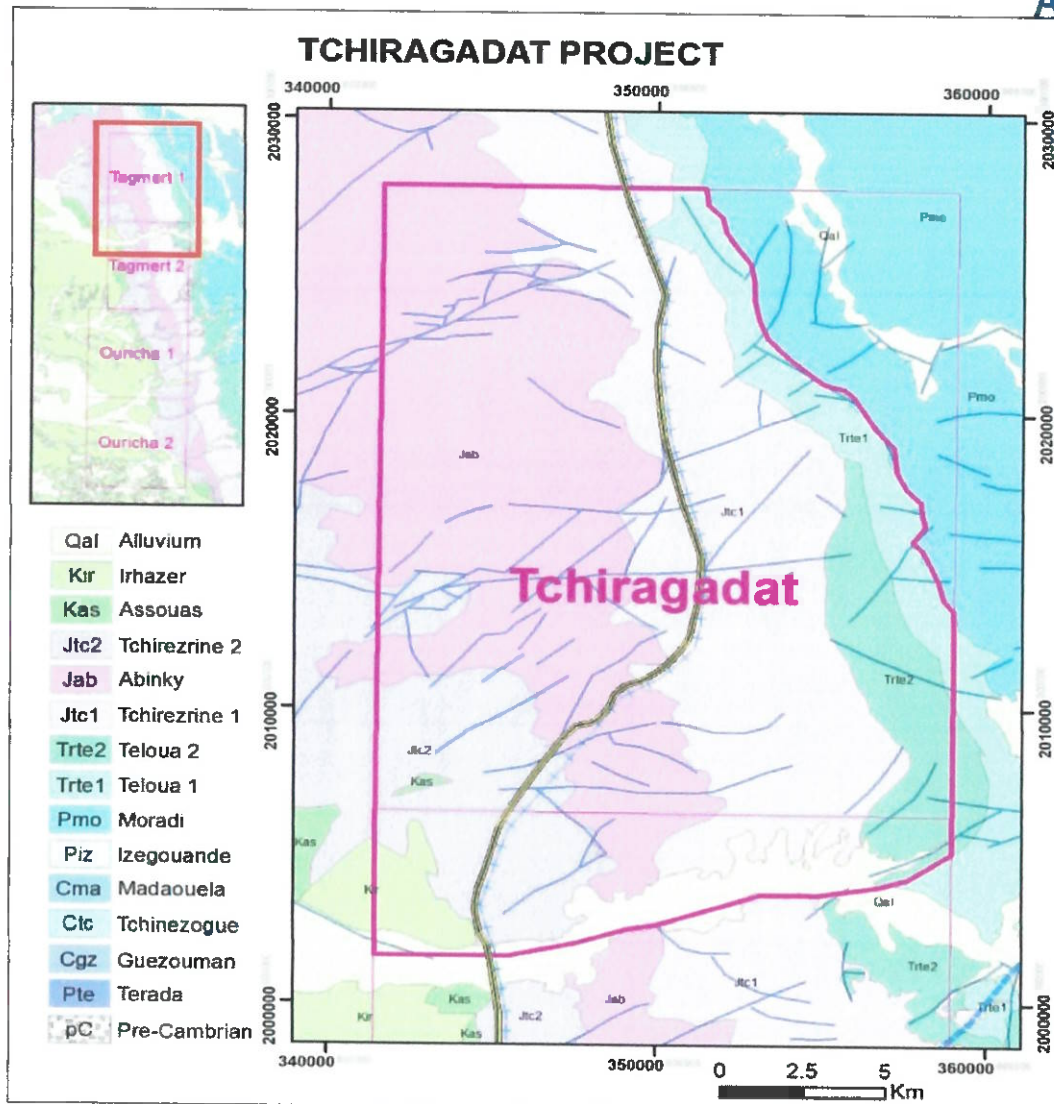 TCHIRAGADAT PROJECT
340000
350000
360000
2030000
2030000
Tagmert 1
Tagmert 2
Ouricha 1
Ouricha 2
Pmo
Qal
Pmo
2020000
2020000
Trte1
Jab
Jtc1
Tchiragadat
Trte2
2010000
2010000
Jtc2
Kas
Kas
Kir
Qal
Trte2
Jtc1
Kas
Jab
Trte1
Kir
Jtc2
Kas
2000000
2000000
340000
350000
360000
0 2.5 5
Km
Qal Alluvium
Kir Irhazer
Kas Assouas
Jtc2 Tchirezrine 2
Jab Abinky
Jtc1 Tchirezrine 1
Trte2 Teloua 2
Trte1 Teloua 1
Pmo Moradi
Piz Izegouande
Cma Madaouela
Ctc Tchinezogue
Cgz Guezouman
Pte Terada
pC Pre-Cambrian